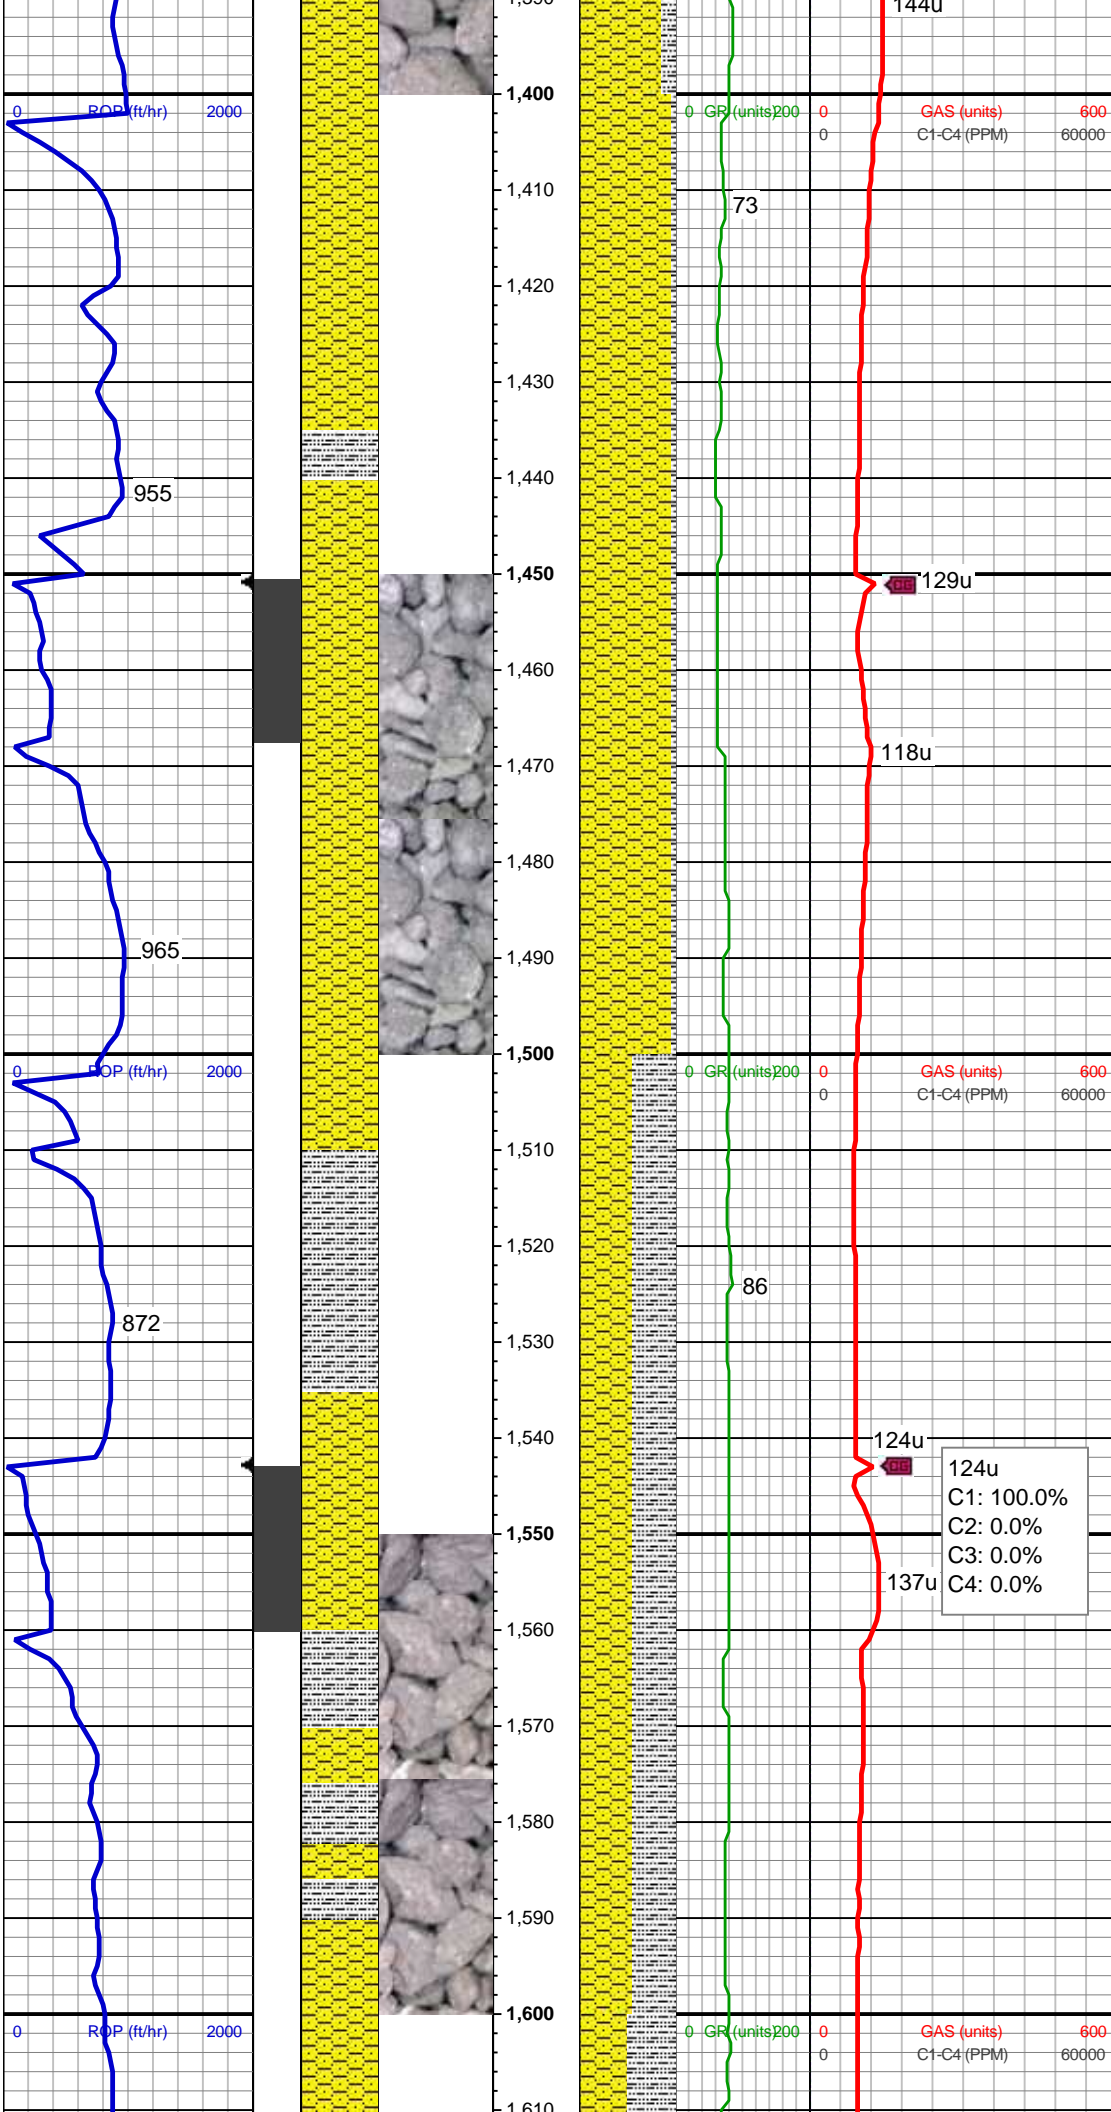 144u
1,400
0 ROP (ft/hr) 2000
0 GR (units) 200
0 GAS (units) 600
0 C1-C4 (PPM) 60000
1,410
73
1,420
1,430
1,440
955
1,450
CG 129u
1,460
118u
1,470
1,480
965
1,490
1,500
0 ROP (ft/hr) 2000
0 GR (units) 200
0 GAS (units) 600
0 C1-C4 (PPM) 60000
1,510
1,520
86
872
1,530
1,540
124u
CG
124u
C1: 100.0%
C2: 0.0%
C3: 0.0%
C4: 0.0%
1,550
137u
1,560
1,570
1,580
1,590
1,600
0 ROP (ft/hr) 2000
0 GR (units) 200
0 GAS (units) 600
0 C1-C4 (PPM) 60000
1,610